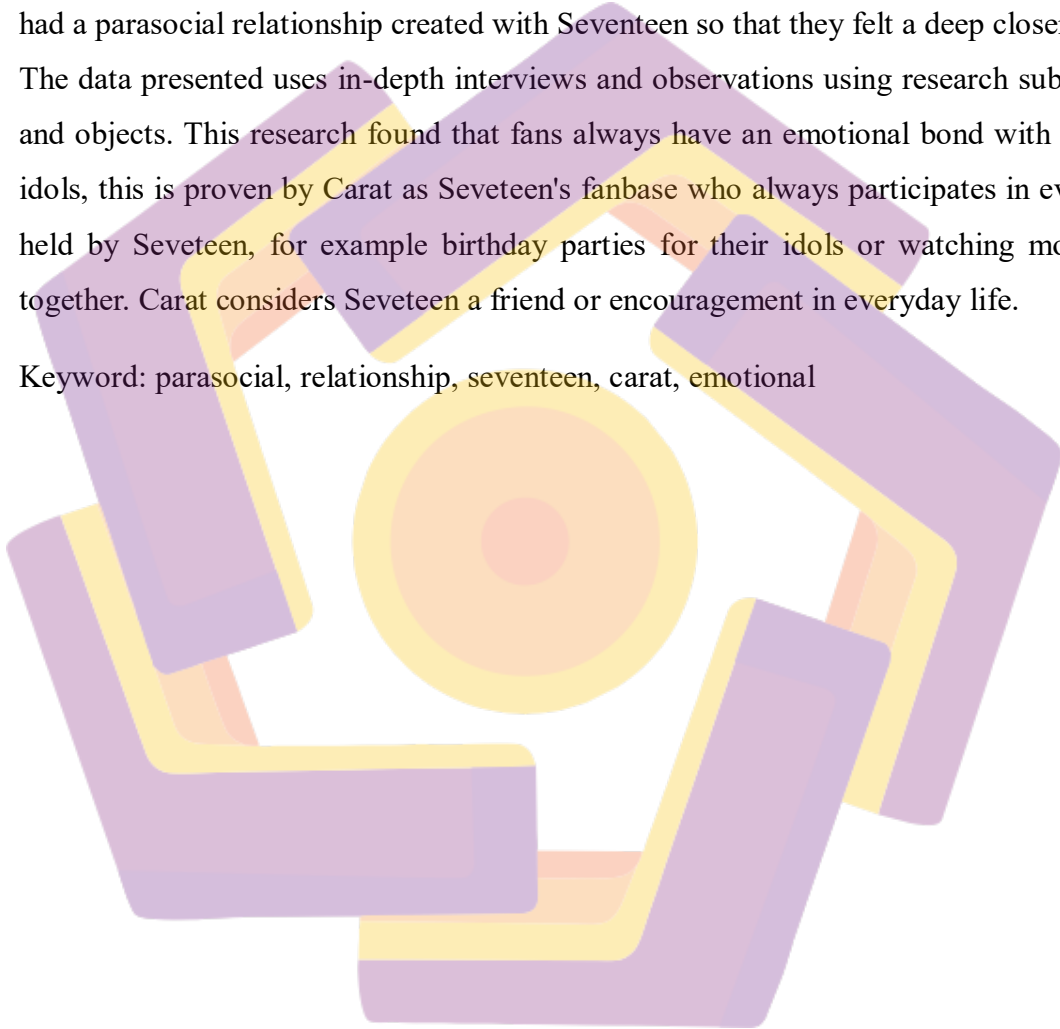 had a parasocial relationship created with Seventeen so that they felt a deep
The data presented uses in-depth interviews and observations using research
and objects. This research found that fans always have an emotional bond with
idols, this is proven by Carat as Seveteen's fanbase who always participates in
held by Seveteen, for example birthday parties for their idols or watching
together. Carat considers Seveteen a friend or encouragement in everyday life.
Keyword: parasocial, relationship, seventeen, carat, emotional